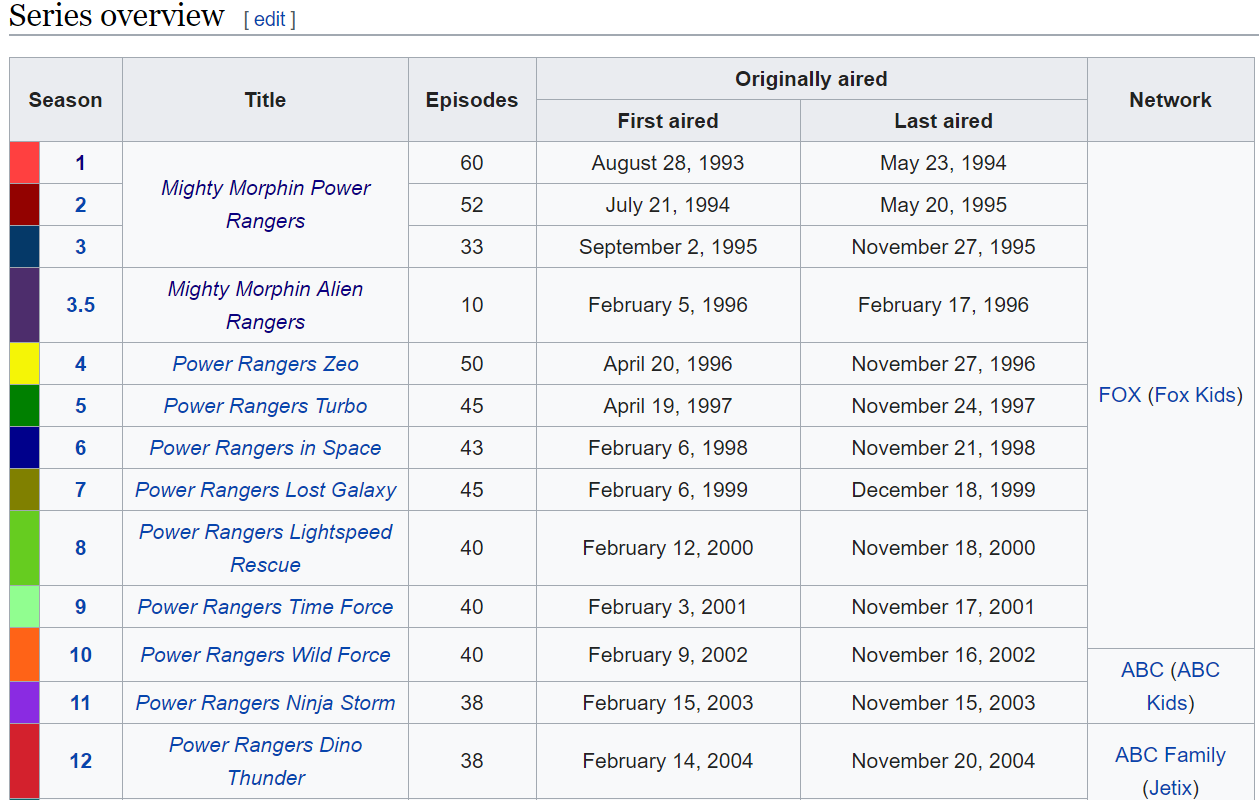 Series overview [ edit ]
Season Title Episodes Originally aired Network
First aired Last aired
1 Mighty Morphin Power Rangers 60 August 28, 1993 May 23, 1994 FOX (Fox Kids)
2 52 July 21, 1994 May 20, 1995
3 33 September 2, 1995 November 27, 1995
3.5 Mighty Morphin Alien Rangers 10 February 5, 1996 February 17, 1996
4 Power Rangers Zeo 50 April 20, 1996 November 27, 1996
5 Power Rangers Turbo 45 April 19, 1997 November 24, 1997
6 Power Rangers in Space 43 February 6, 1998 November 21, 1998
7 Power Rangers Lost Galaxy 45 February 6, 1999 December 18, 1999
8 Power Rangers Lightspeed Rescue 40 February 12, 2000 November 18, 2000
9 Power Rangers Time Force 40 February 3, 2001 November 17, 2001
10 Power Rangers Wild Force 40 February 9, 2002 November 16, 2002 ABC (ABC Kids)
11 Power Rangers Ninja Storm 38 February 15, 2003 November 15, 2003
12 Power Rangers Dino Thunder 38 February 14, 2004 November 20, 2004 ABC Family (Jetix)